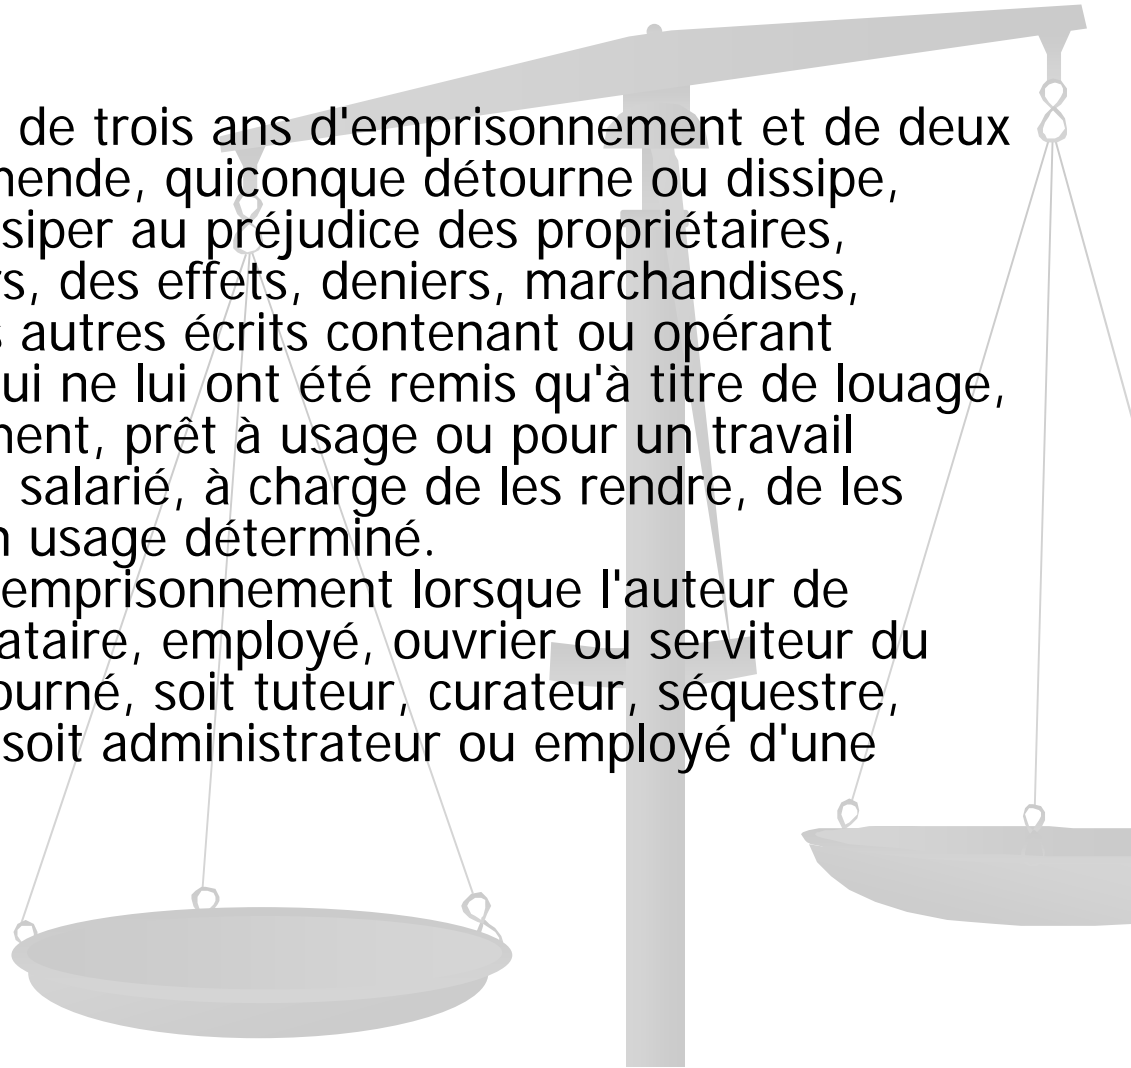 de trois ans d'emprisonnement et de deux
mende, quiconque détourne ou dissipe,
siper au préjudice des propriétaires,
rs, des effets, deniers, marchandises,
s autres écrits contenant ou opérant
ui ne lui ont été remis qu'à titre de louage,
ment, prêt à usage ou pour un travail
salarié, à charge de les rendre, de les
n usage déterminé.
emprisonnement lorsque l'auteur de
ataire, employé, ouvrier ou serviteur du
ourné, soit tuteur, curateur, séquestre,
soit administrateur ou employé d'une